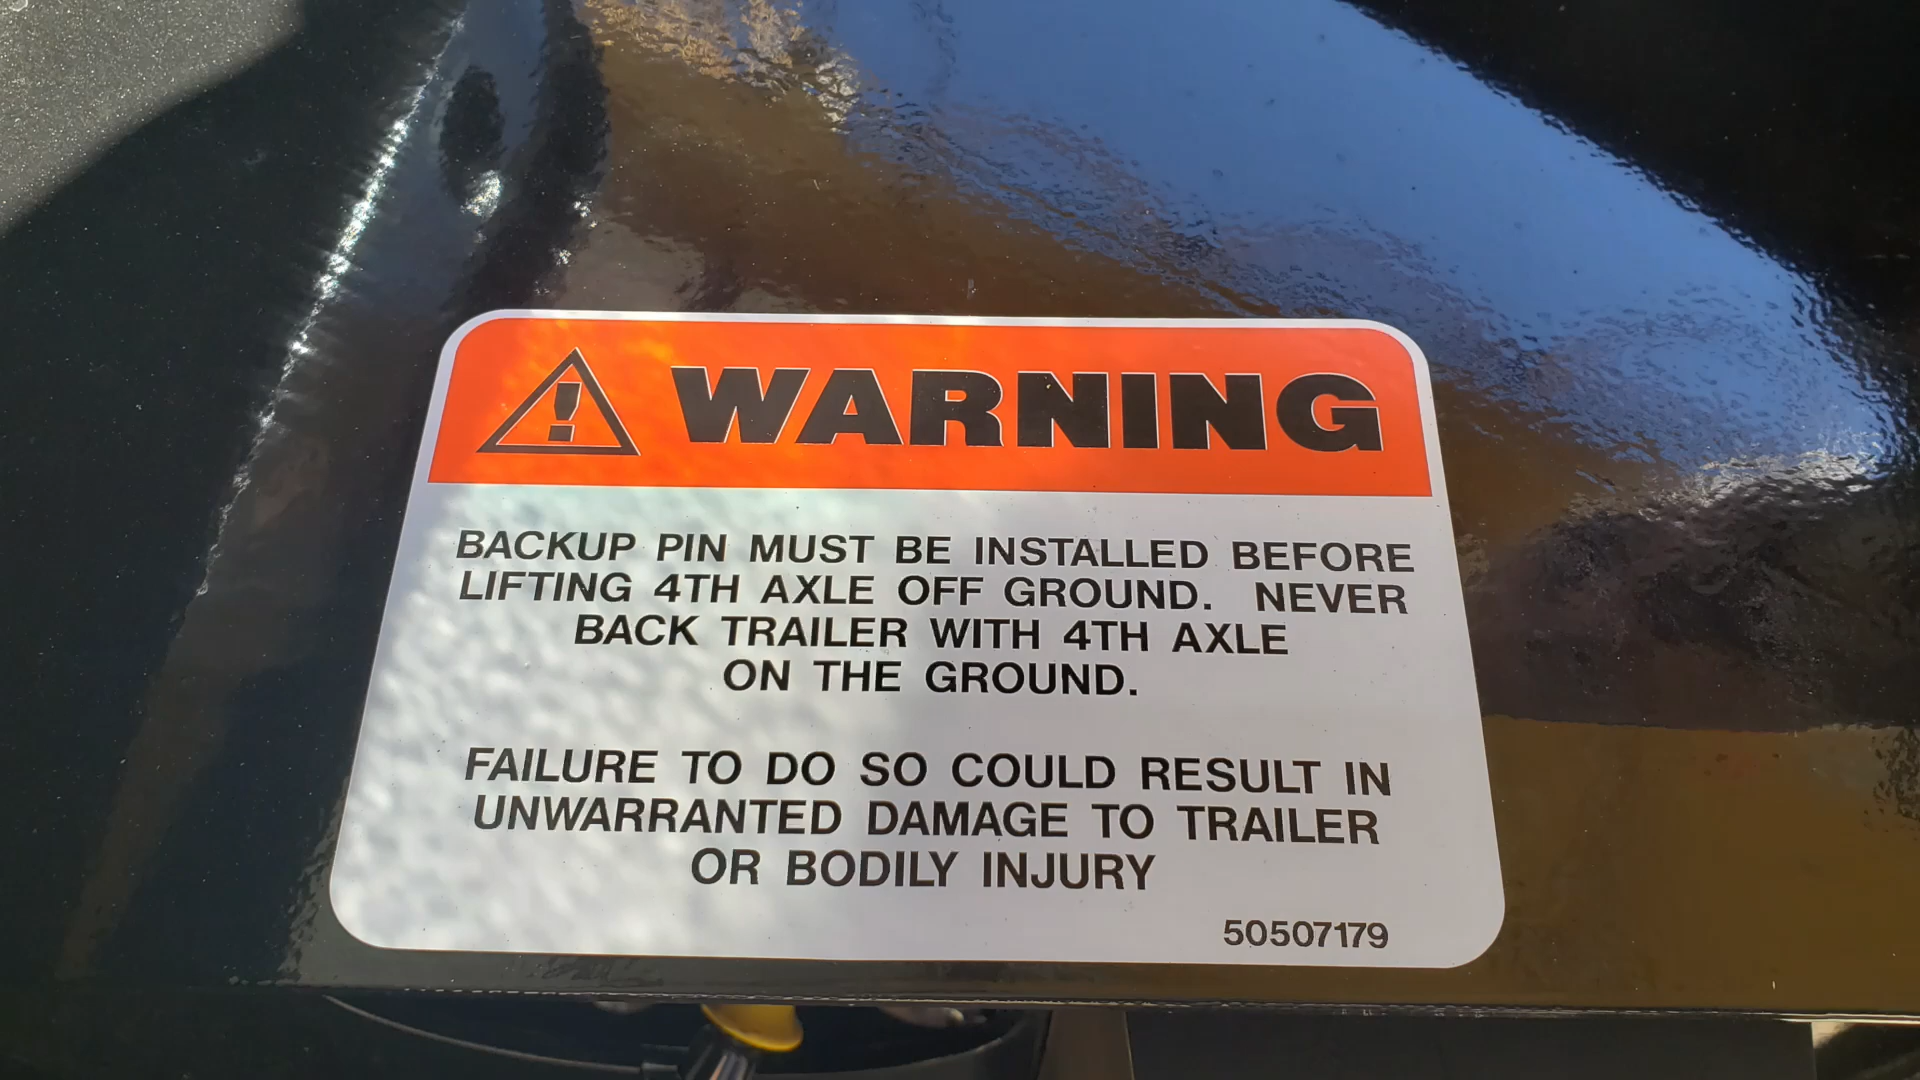 WARNING
BACKUP PIN MUST BE INSTALLED BEFORE
LIFTING 4TH AXLE OFF GROUND. NEVER
BACK TRAILER WITH 4TH AXLE
ON THE GROUND.
FAILURE TO DO SO COULD RESULT IN
UNWARRANTED DAMAGE TO TRAILER
OR BODILY INJURY
50507179